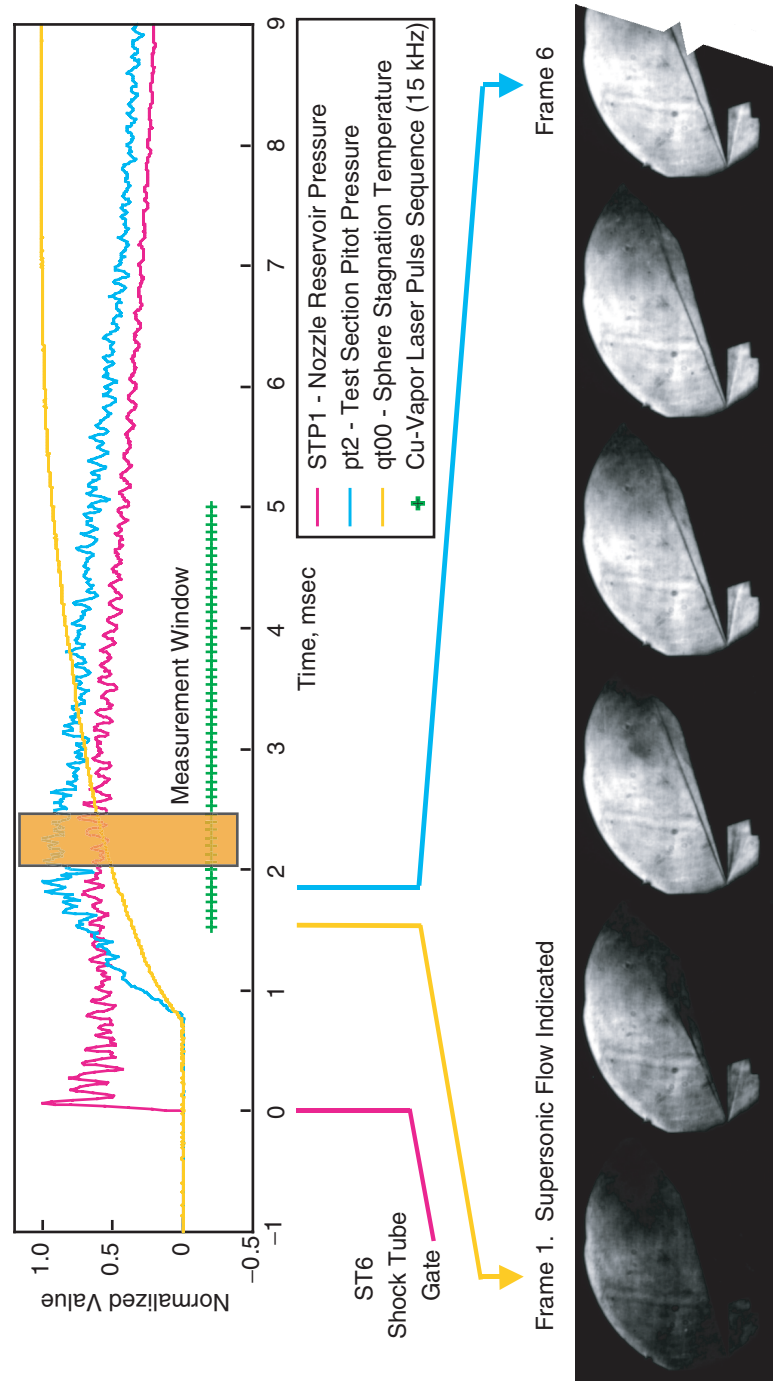 Normalized Value
1.0
0.5
0
−0.5
−1
0
1
2
3
4
5
6
7
8
9
Time, msec
Measurement Window
STP1 - Nozzle Reservoir Pressure
pt2 - Test Section Pitot Pressure
qt00 - Sphere Stagnation Temperature
Cu-Vapor Laser Pulse Sequence (15 kHz)
ST6
Shock Tube
Gate
Frame 1. Supersonic Flow Indicated
Frame 6